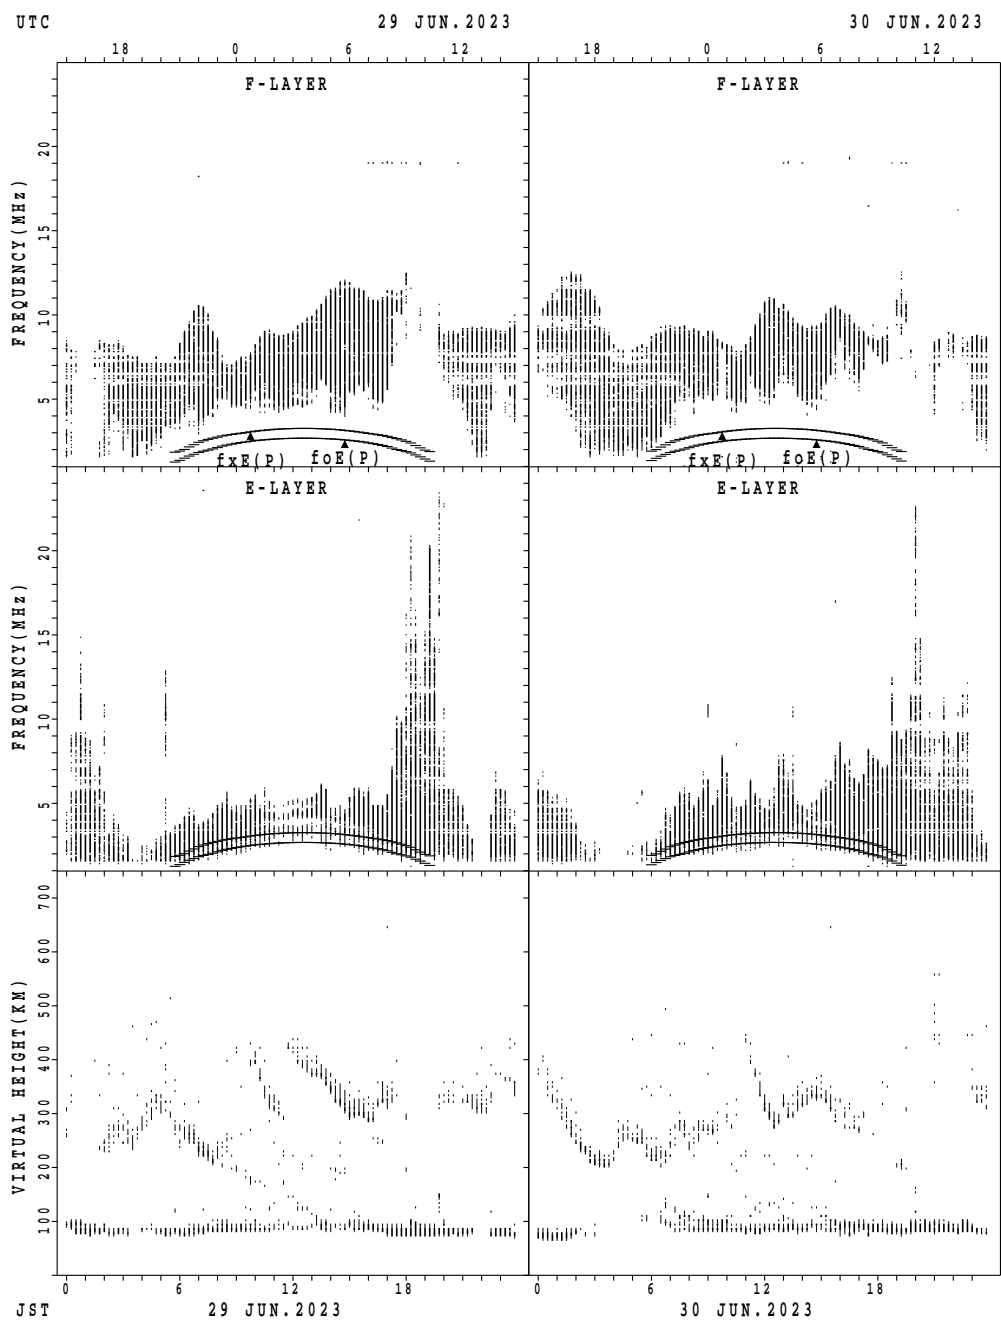 UTC 29 JUN.2023 30 JUN.2023
18 0 6 12 18 0 6 12
F-LAYER F-LAYER
FREQUENCY(MHz)
20
15
10
5
fxE(P) foE(P) fxE(P) foE(P)
E-LAYER E-LAYER
FREQUENCY(MHz)
20
15
10
5
VIRTUAL HEIGHT(KM)
700
600
500
400
300
200
100
0 6 12 18 0 6 12 18
JST 29 JUN.2023 30 JUN.2023